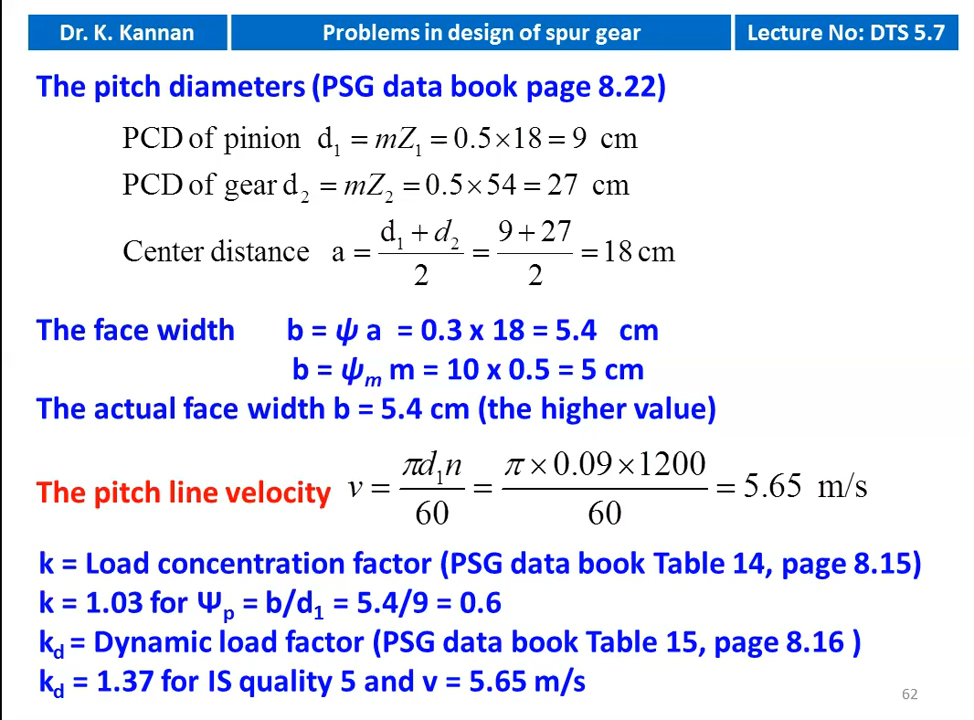 Dr. K. Kannan
Problems in design of spur gear
Lecture No: DTS 5.7
The pitch diameters (PSG data book page 8.22)
PCD of pinion d₁ = mZ₁ = 0.5×18 = 9 cm
PCD of gear d₂ = mZ₂ = 0.5×54 = 27 cm
Center distance a = (d₁ + d₂)/2 = (9 + 27)/2 = 18 cm
The face width b = ψ a = 0.3 x 18 = 5.4 cm
b = ψₘ m = 10 x 0.5 = 5 cm
The actual face width b = 5.4 cm (the higher value)
The pitch line velocity v = πd₁n/60 = π × 0.09 × 1200/60 = 5.65 m/s
k = Load concentration factor (PSG data book Table 14, page 8.15)
k = 1.03 for Ψₚ = b/d₁ = 5.4/9 = 0.6
k_d = Dynamic load factor (PSG data book Table 15, page 8.16 )
k_d = 1.37 for IS quality 5 and v = 5.65 m/s
62